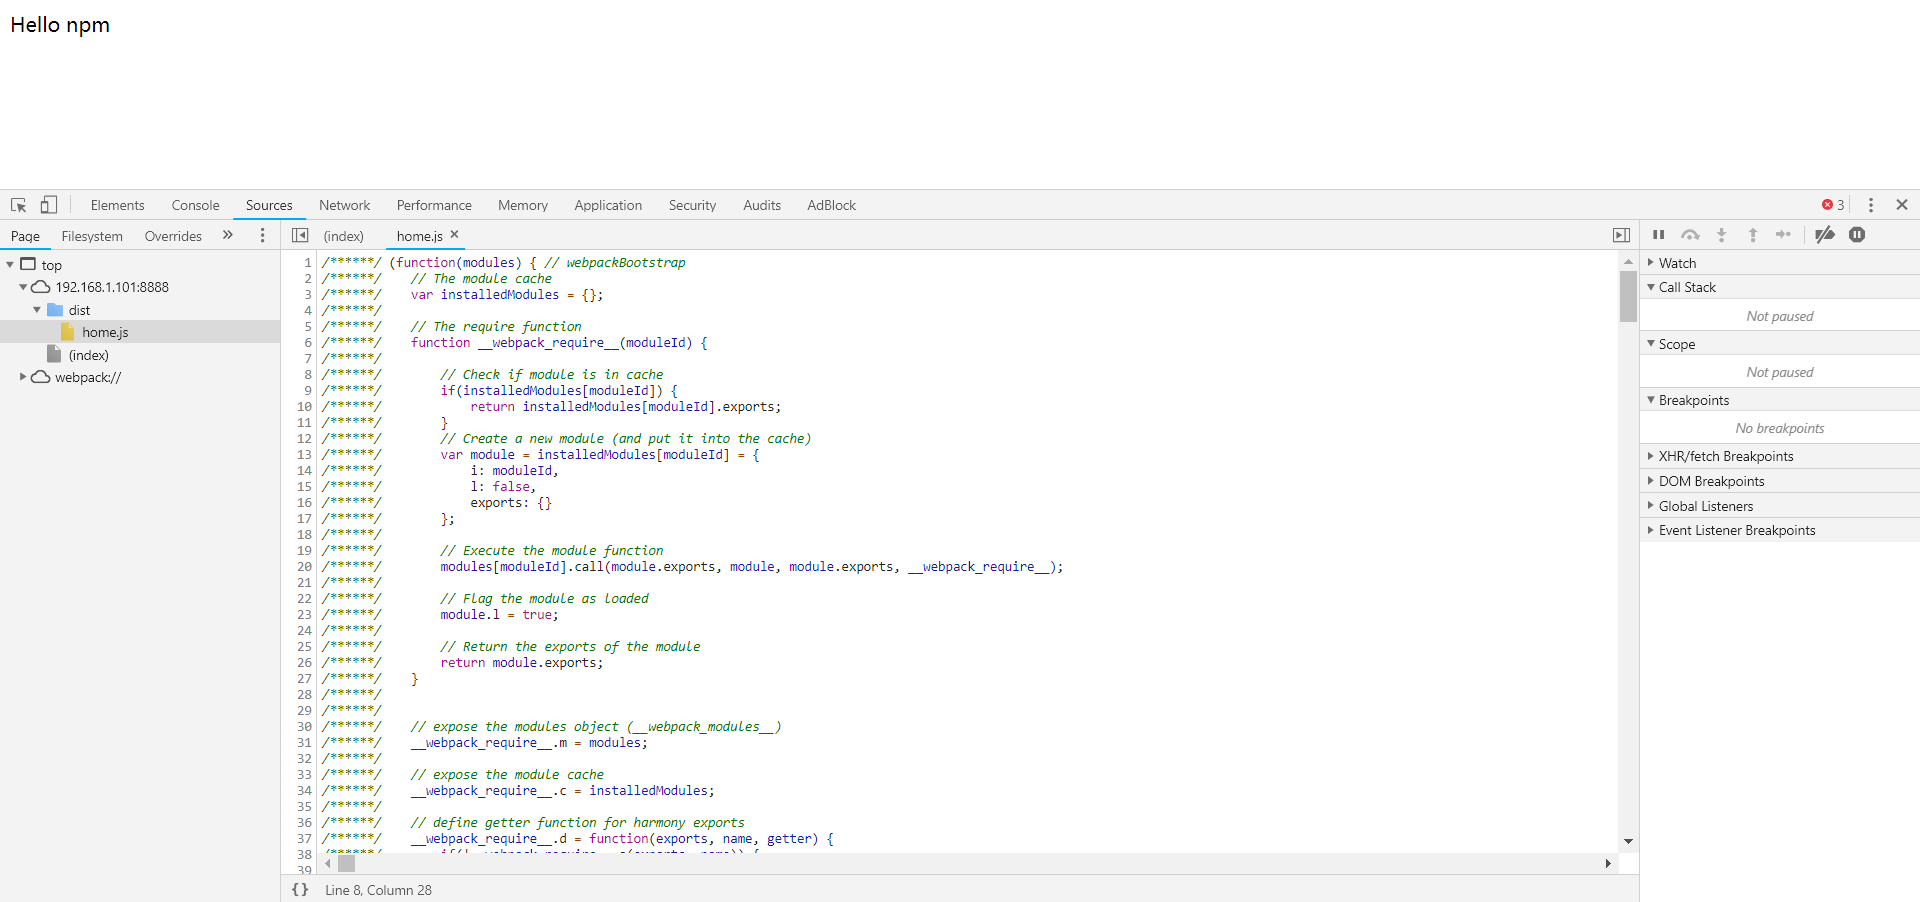 Hello npm
Elements Console Sources Network Performance Memory Application Security Audits AdBlock 3
Page Filesystem Overrides
(index) home.js
top
192.168.1.101:8888
dist
home.js
(index)
webpack://
1 /******/ (function(modules) { // webpackBootstrap
2 /******/ 	// The module cache
3 /******/ 	var installedModules = {};
4 /******/
5 /******/ 	// The require function
6 /******/ 	function __webpack_require__(moduleId) {
7 /******/
8 /******/ 		// Check if module is in cache
9 /******/ 		if(installedModules[moduleId]) {
10 /******/ 			return installedModules[moduleId].exports;
11 /******/ 		}
12 /******/ 		// Create a new module (and put it into the cache)
13 /******/ 		var module = installedModules[moduleId] = {
14 /******/ 			i: moduleId,
15 /******/ 			l: false,
16 /******/ 			exports: {}
17 /******/ 		};
18 /******/
19 /******/ 		// Execute the module function
20 /******/ 		modules[moduleId].call(module.exports, module, module.exports, __webpack_require__);
21 /******/
22 /******/ 		// Flag the module as loaded
23 /******/ 		module.l = true;
24 /******/
25 /******/ 		// Return the exports of the module
26 /******/ 		return module.exports;
27 /******/ 	}
28 /******/
29 /******/
30 /******/ 	// expose the modules object (__webpack_modules__)
31 /******/ 	__webpack_require__.m = modules;
32 /******/
33 /******/ 	// expose the module cache
34 /******/ 	__webpack_require__.c = installedModules;
35 /******/
36 /******/ 	// define getter function for harmony exports
37 /******/ 	__webpack_require__.d = function(exports, name, getter) {
38
39
{} Line 8, Column 28
Watch
Call Stack
Not paused
Scope
Not paused
Breakpoints
No breakpoints
XHR/fetch Breakpoints
DOM Breakpoints
Global Listeners
Event Listener Breakpoints